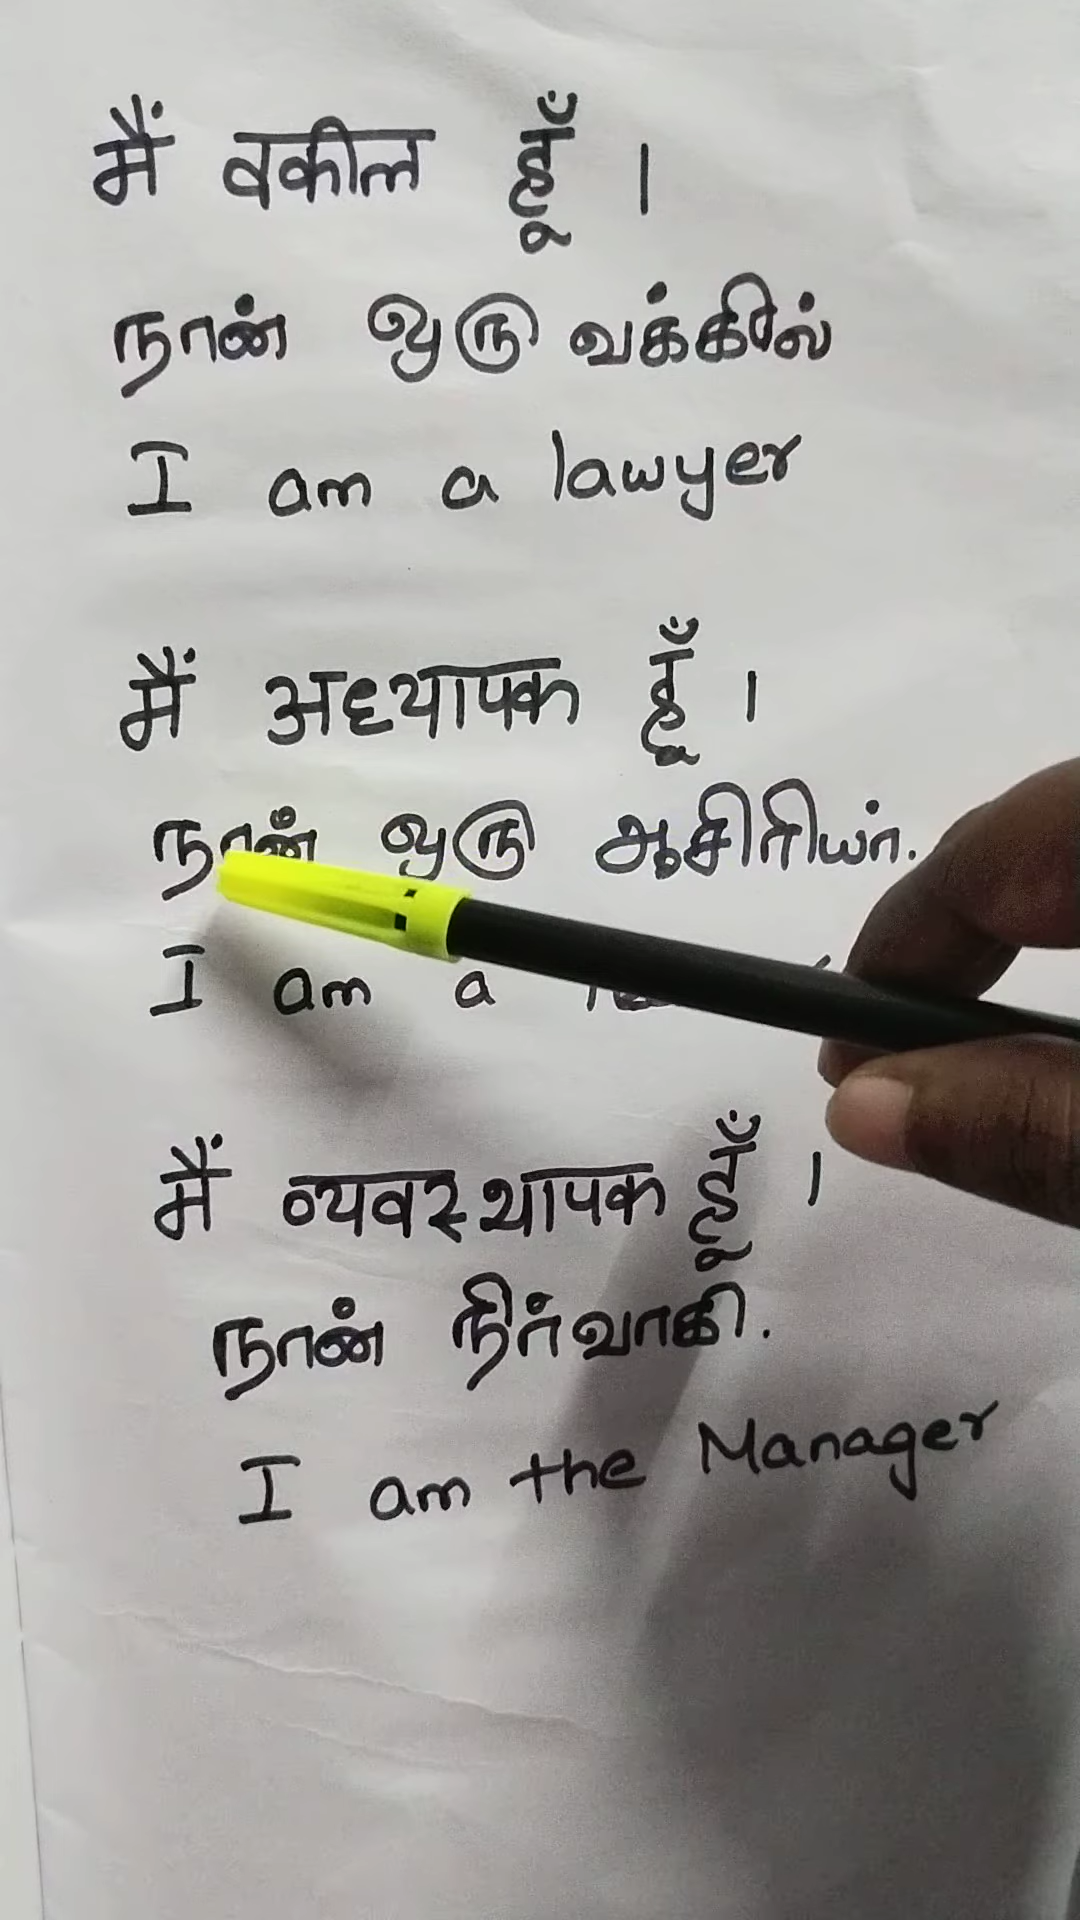 मैं वकील हूँ ।
நான் ஒரு வக்கீல்
I am a lawyer
मैं अध्यापक हूँ ।
நான் ஒரு ஆசிரியர்.
I am a
मैं व्यवस्थापक हूँ ।
நான் நிர்வாகி.
I am the Manager